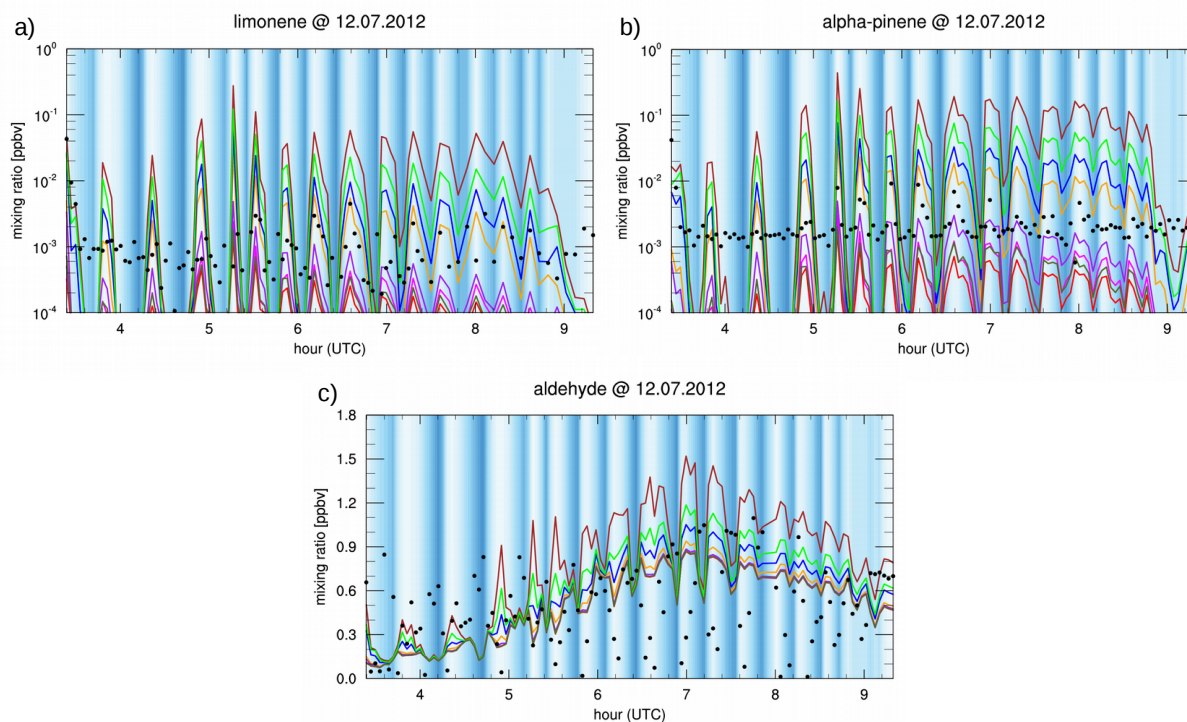 a)
limonene @ 12.07.2012
10⁰
10⁻¹
10⁻²
10⁻³
10⁻⁴
mixing ratio [ppbv]
4 5 6 7 8 9
hour (UTC)
b)
alpha-pinene @ 12.07.2012
10⁰
10⁻¹
10⁻²
10⁻³
10⁻⁴
mixing ratio [ppbv]
4 5 6 7 8 9
hour (UTC)
c)
aldehyde @ 12.07.2012
1.8
1.5
1.2
0.9
0.6
0.3
0.0
mixing ratio [ppbv]
4 5 6 7 8 9
hour (UTC)